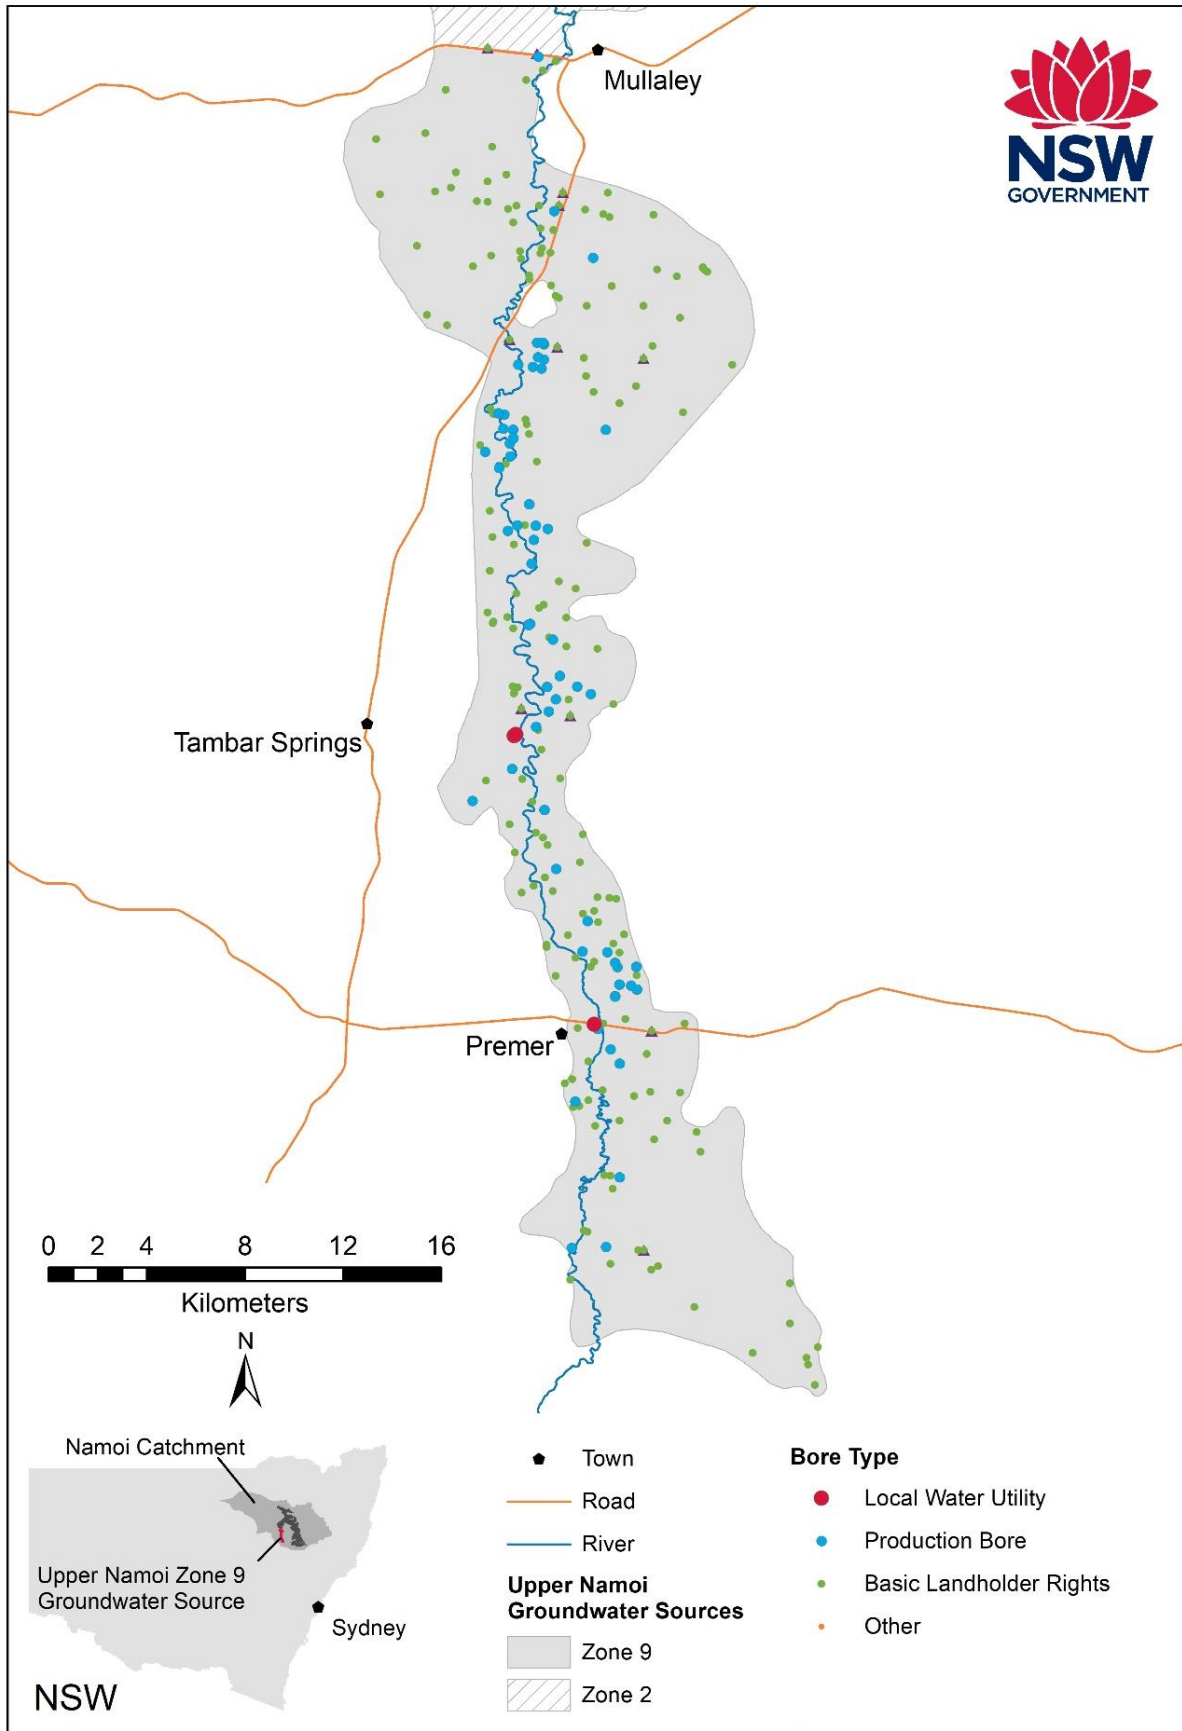 Mullaley
NSW
GOVERNMENT
Tambar Springs
Premer
0 2 4 8 12 16
Kilometers
N
Namoi Catchment
Upper Namoi Zone 9
Groundwater Source
Sydney
NSW
Town
Road
River
Upper Namoi
Groundwater Sources
Zone 9
Zone 2
Bore Type
Local Water Utility
Production Bore
Basic Landholder Rights
Other